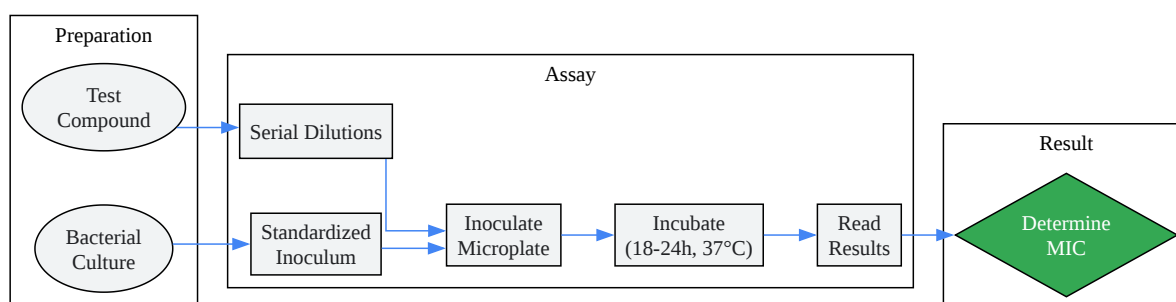 Preparation
Test
Compound
Bacterial
Culture
Assay
Serial Dilutions
Standardized
Inoculum
Inoculate
Microplate
Incubate
(18-24h, 37°C)
Read
Results
Result
Determine
MIC